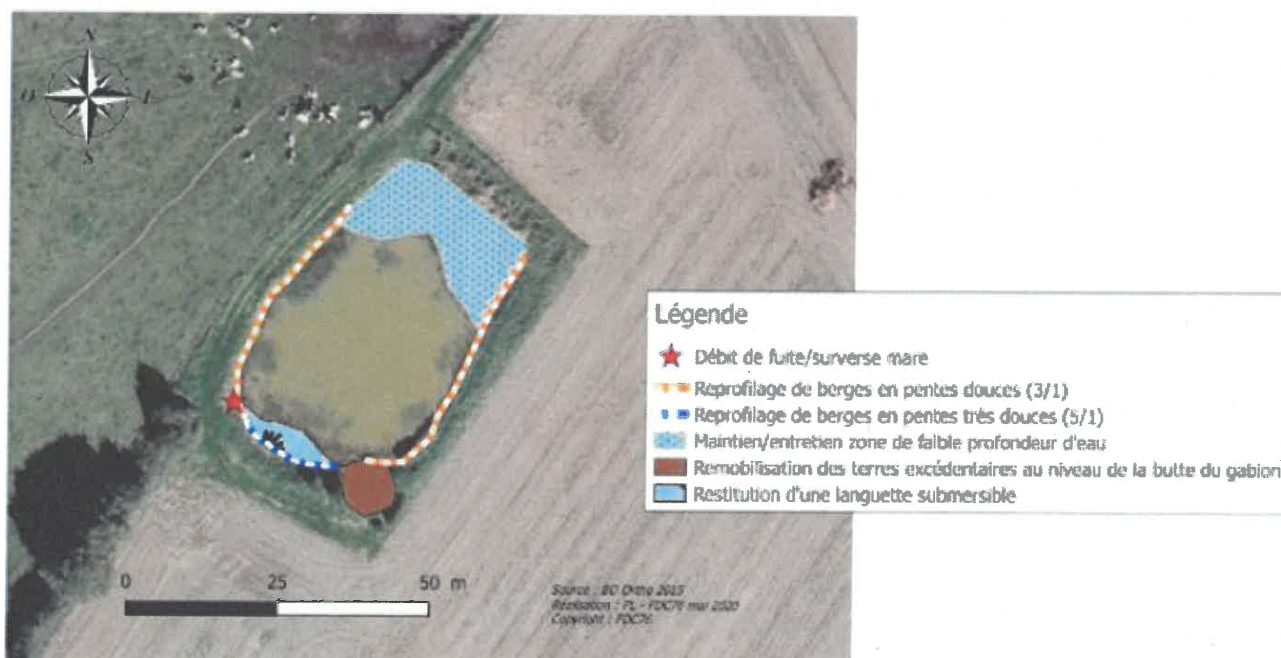 N
O E
S
Légende
Débit de fuite/surverse mare
Reprofilage de berges en pentes douces (3/1)
Reprofilage de berges en pentes très douces (5/1)
Maintien/entretien zone de faible profondeur d'eau
Remobilisation des terres excédentaires au niveau de la butte du gabion
Restitution d'une languette submersible
0 25 50 m
Source : BD Ortho 2015
Réalisation : PL - FDC76 mai 2020
Copyright : FDC76